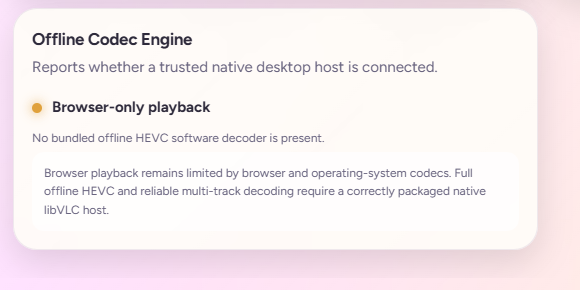 Offline Codec Engine
Reports whether a trusted native desktop host is connected.
Browser-only playback
No bundled offline HEVC software decoder is present.
Browser playback remains limited by browser and operating-system codecs. Full
offline HEVC and reliable multi-track decoding require a correctly packaged native
libVLC host.